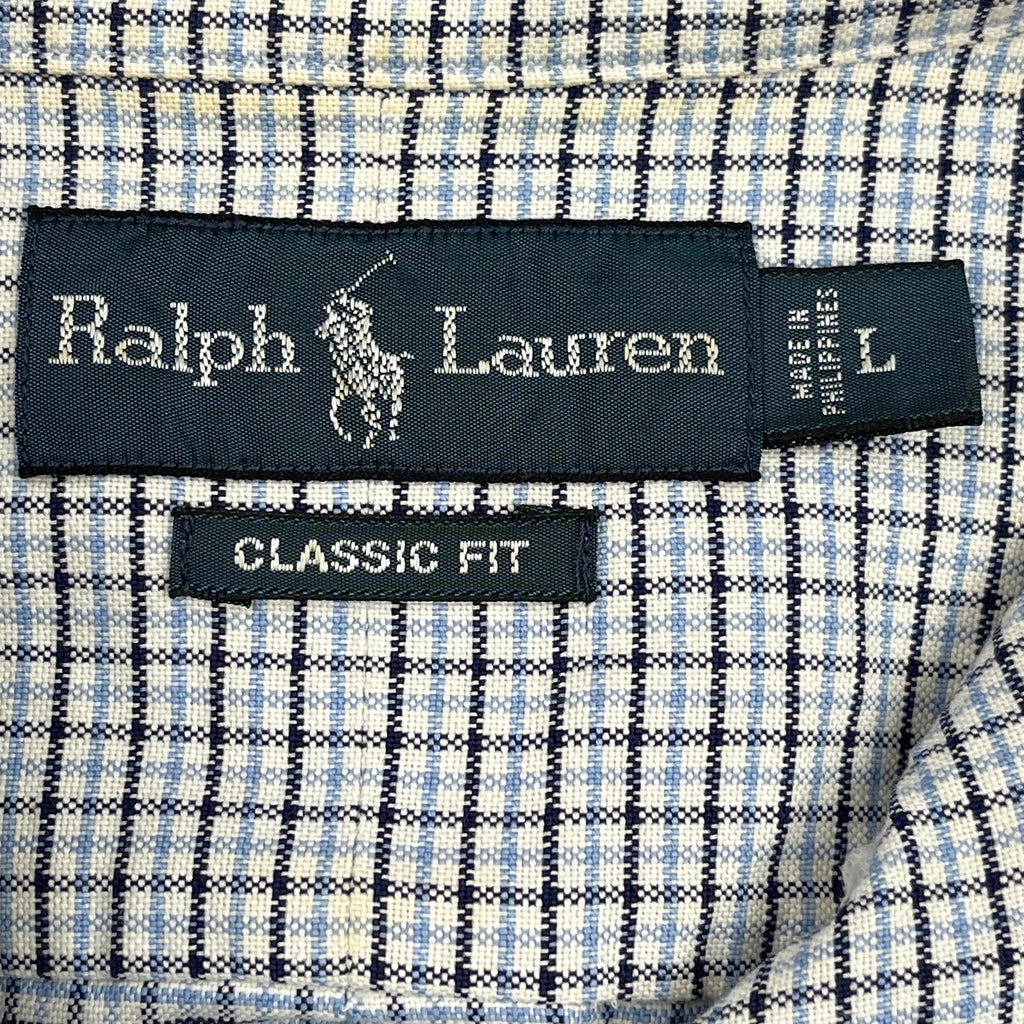 Ralph Lauren
MADE IN
PHILIPPINES
L
CLASSIC FIT